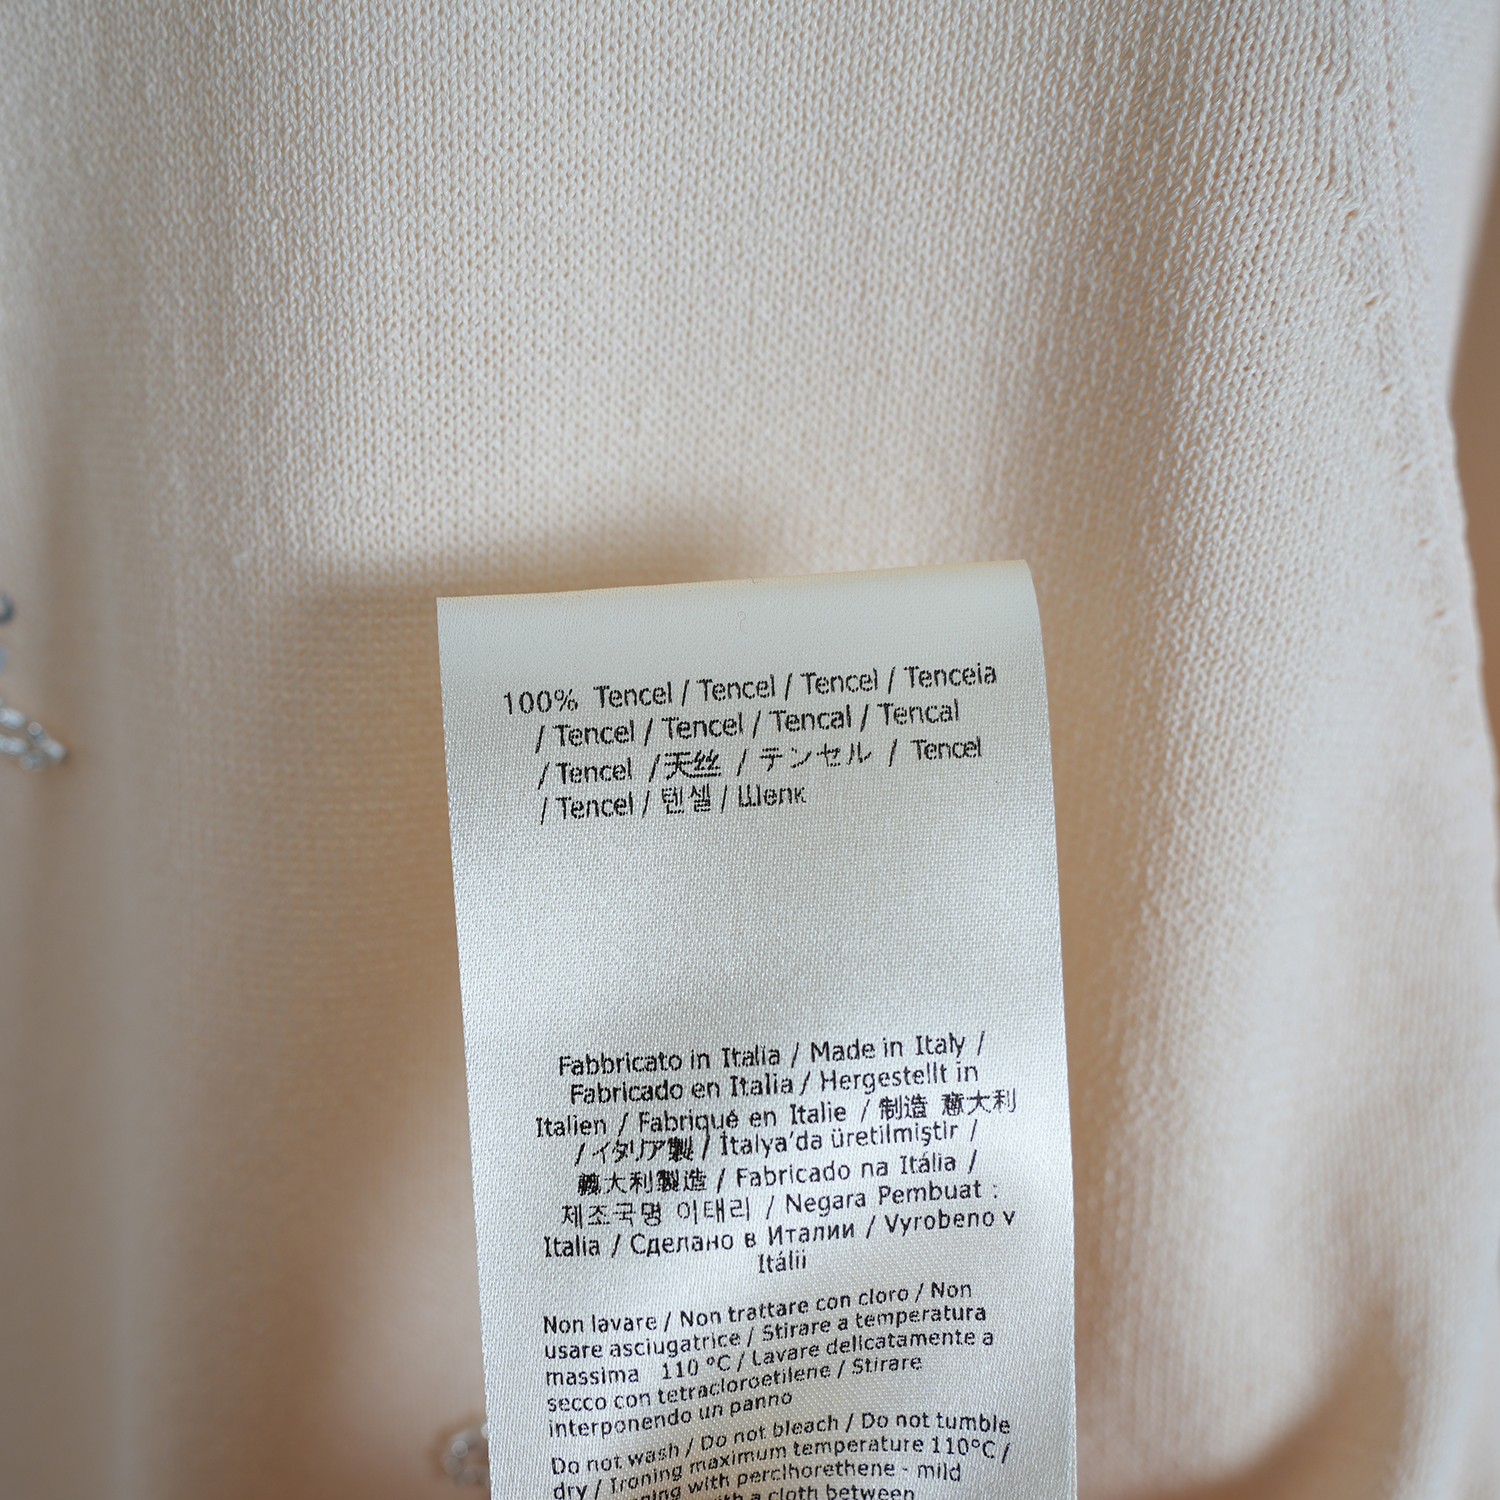 100% Tencel / Tencel / Tencel / Tenceia
/ Tencel / Tencel / Tencal / Tencal
/ Tencel / 天丝 / テンセル / Tencel
/ Tencel / 텐셀 / Шелк
Fabbricato in Italia / Made in Italy /
Fabricado en Italia / Hergestellt in
Italien / Fabriqué en Italie / 制造 意大利
/ イタリア製 / İtalya'da üretilmiştir /
義大利製造 / Fabricado na Itália /
제조국명 이태리 / Negara Pembuat :
Italia / Сделано в Италии / Vyrobeno v
Itálii
Non lavare / Non trattare con cloro / Non
usare asciugatrice / Stirare a temperatura
massima 110 °C / Lavare delicatamente a
secco con tetracloroetilene / Stirare
interponendo un panno
Do not wash / Do not bleach / Do not tumble
dry / Ironing maximum temperature 110°C /
with perclhorethene - mild
a cloth between